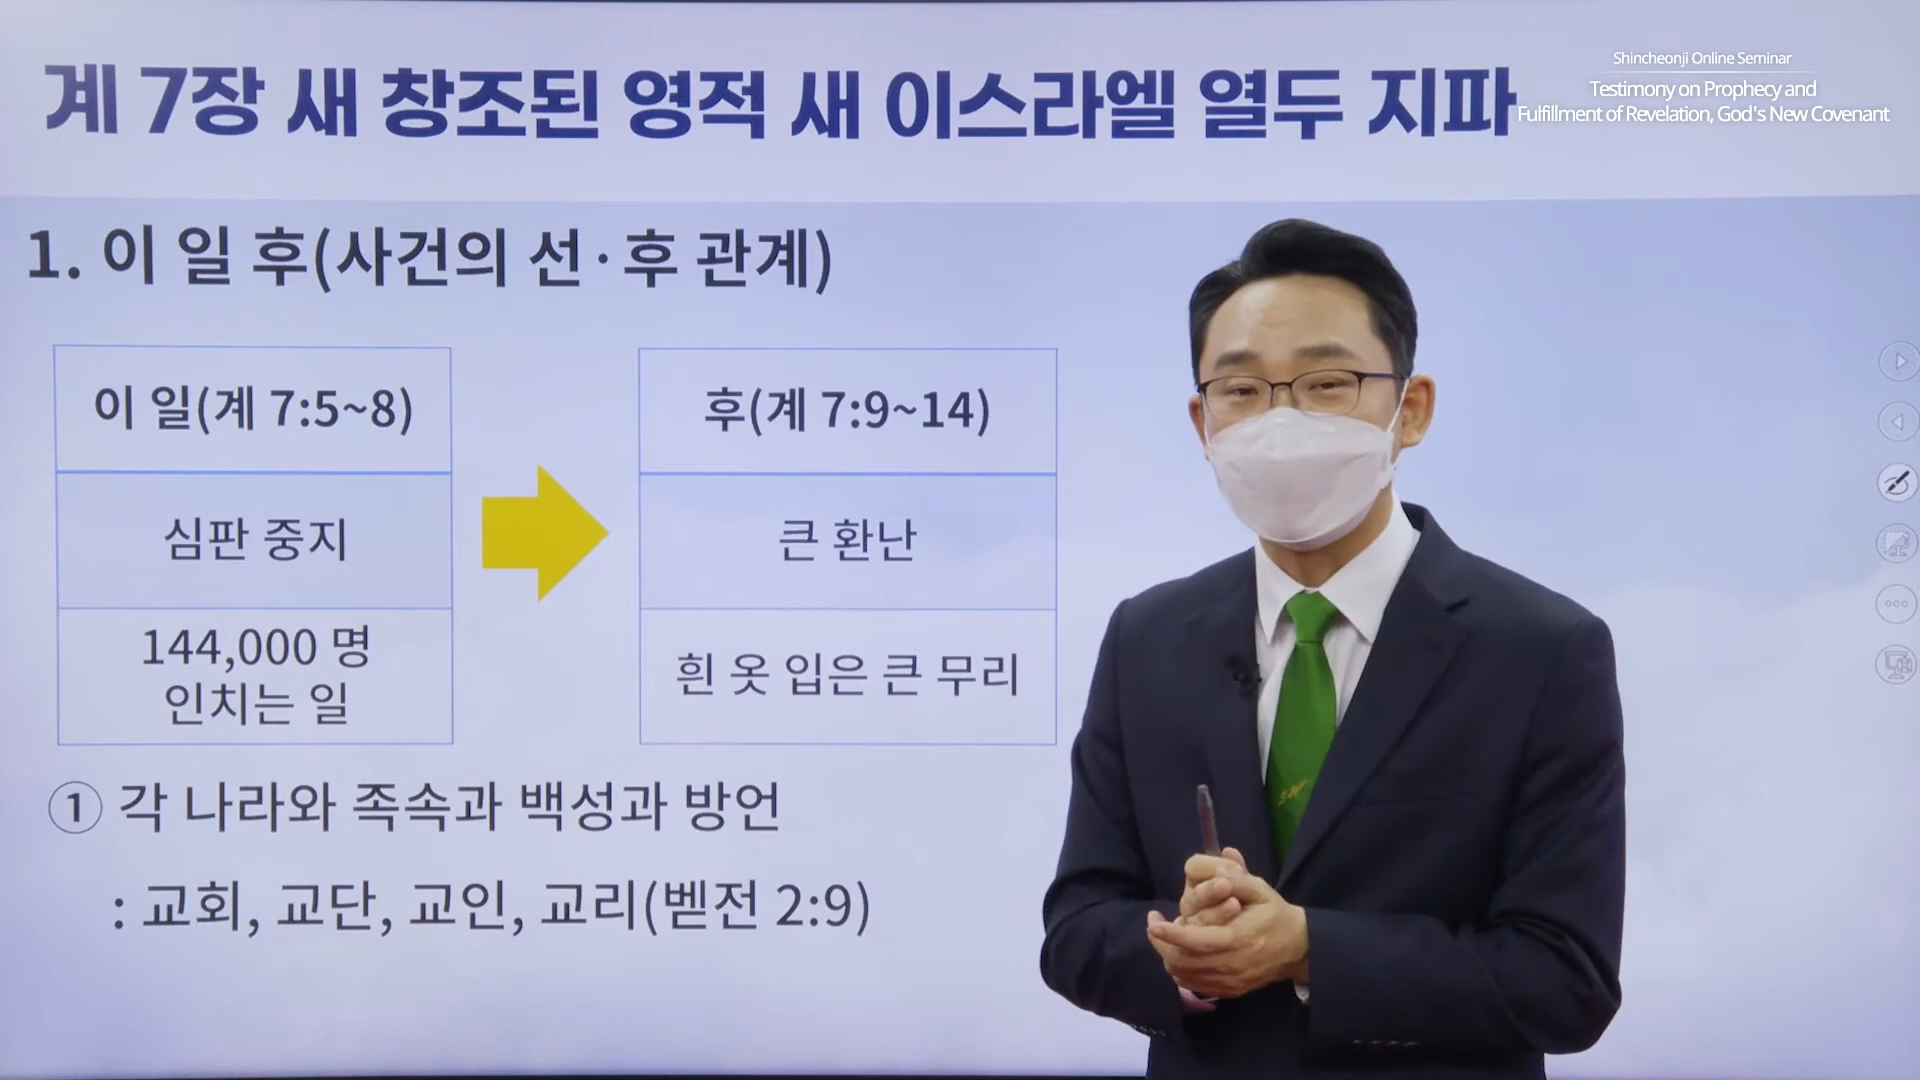 계 7장 새 창조된 영적 새 이스라엘 열두 지파
Shincheonji Online Seminar
Testimony on Prophecy and
Fulfillment of Revelation, God's New Covenant
1. 이 일 후(사건의 선·후 관계)
이 일(계 7:5~8)
심판 중지
144,000 명
인치는 일
후(계 7:9~14)
큰 환난
흰 옷 입은 큰 무리
① 각 나라와 족속과 백성과 방언
: 교회, 교단, 교인, 교리(벧전 2:9)